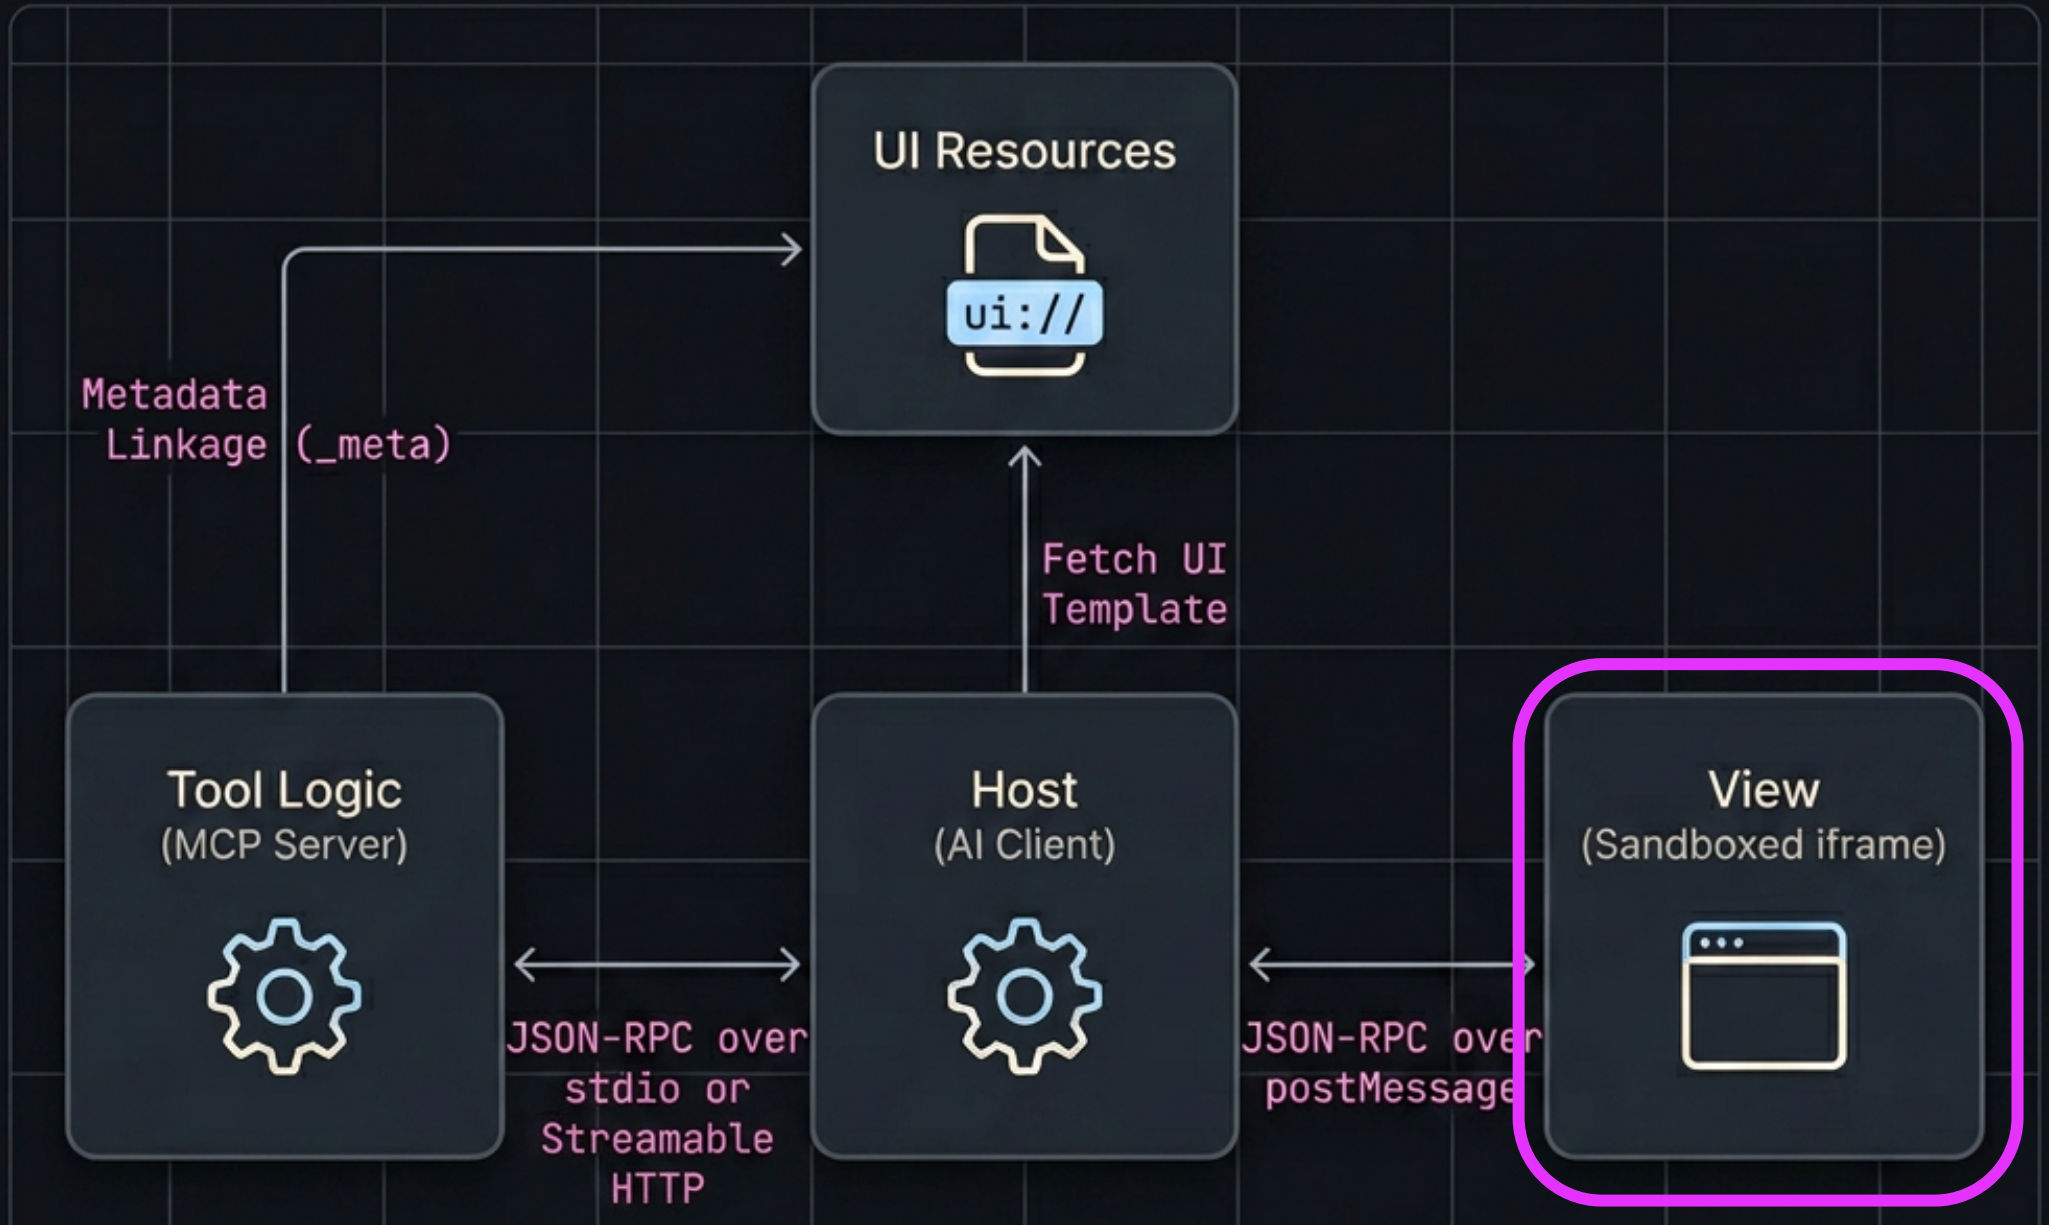 UI Resources
ui://
Metadata
Linkage (_meta)
Fetch UI
Template
Tool Logic
(MCP Server)
Host
(AI Client)
View
(Sandboxed iframe)
JSON-RPC over
stdio or
Streamable
HTTP
JSON-RPC over
postMessage